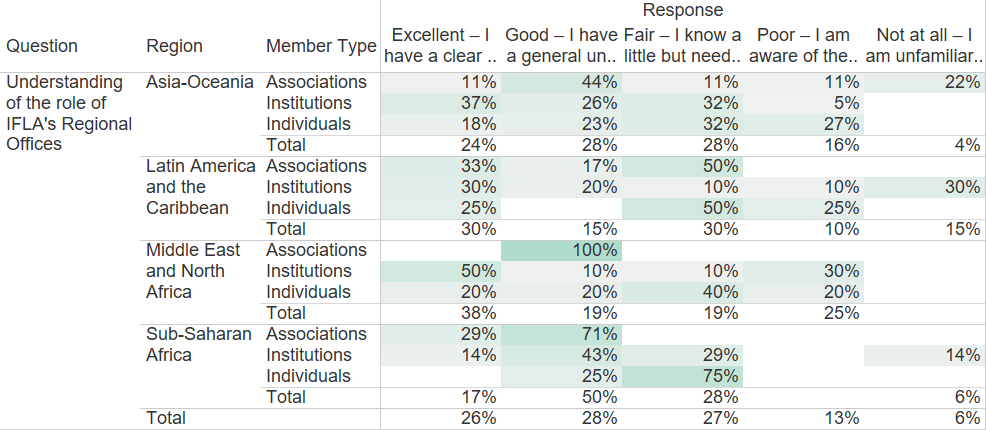 Response
Question Region Member Type Excellent – I have a clear .. Good – I have a general un.. Fair – I know a little but need.. Poor – I am aware of the.. Not at all – I am unfamiliar..
Understanding of the role of IFLA's Regional Offices Asia-Oceania Associations 11% 44% 11% 11% 22%
Institutions 37% 26% 32% 5%
Individuals 18% 23% 32% 27%
Total 24% 28% 28% 16% 4%
Latin America and the Caribbean Associations 33% 17% 50%
Institutions 30% 20% 10% 10% 30%
Individuals 25% 50% 25%
Total 30% 15% 30% 10% 15%
Middle East and North Africa Associations 100%
Institutions 50% 10% 10% 30%
Individuals 20% 20% 40% 20%
Total 38% 19% 19% 25%
Sub-Saharan Africa Associations 29% 71%
Institutions 14% 43% 29% 14%
Individuals 25% 75%
Total 17% 50% 28% 6%
Total 26% 28% 27% 13% 6%